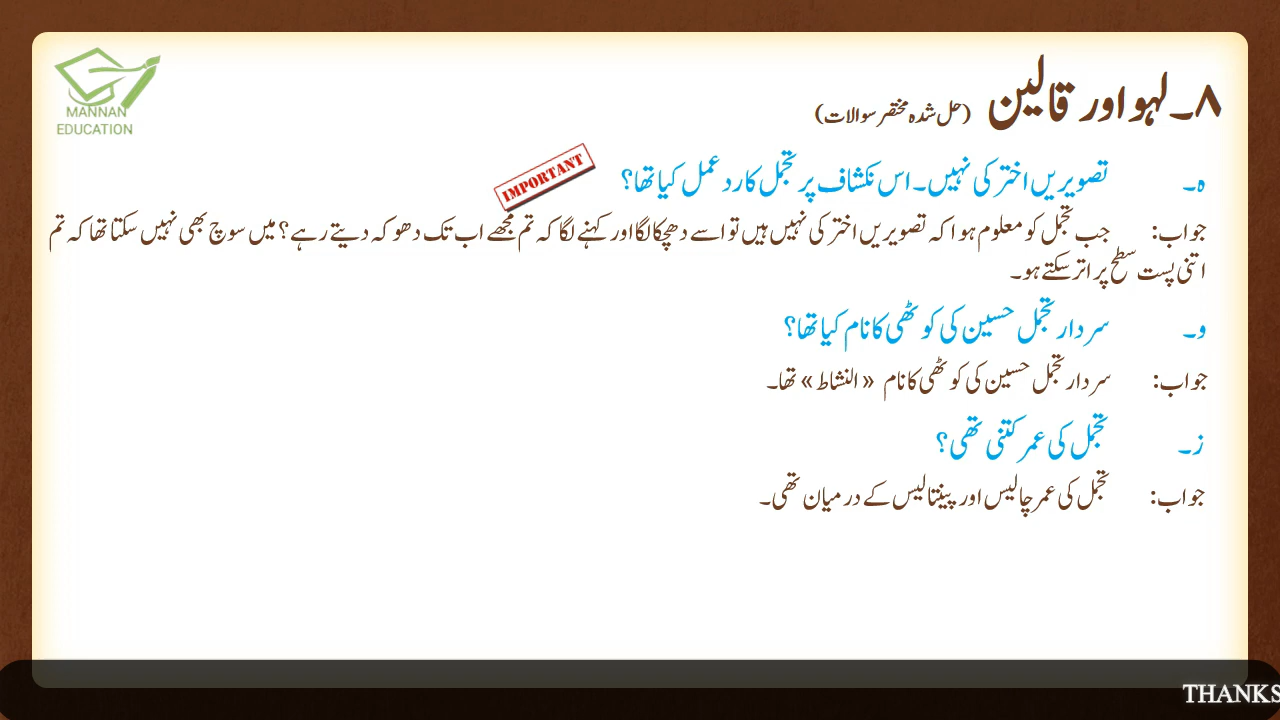 MANNAN
EDUCATION
۸۔ لہو اور قالین (حل شدہ مختصر سوالات)
ہ۔ تصویریں اختر کی نہیں۔ اس نکشاف پر تجمل کا رد عمل کیا تھا؟
IMPORTANT
جواب: جب تجمل کو معلوم ہوا کہ تصویریں اختر کی نہیں ہیں تو اسے دھچکا لگا اور کہنے لگا کہ تم مجھے اب تک دھوکہ دیتے رہے؟ میں سوچ بھی نہیں سکتا تھا کہ تم
اتنی پست سطح پر اتر سکتے ہو۔
و۔ سردار تجمل حسین کی کوٹھی کا نام کیا تھا؟
جواب: سردار تجمل حسین کی کوٹھی کا نام «النشاط» تھا۔
ز۔ تجمل کی عمر کتنی تھی؟
جواب: تجمل کی عمر چالیس اور پینتالیس کے درمیان تھی۔
THANKS